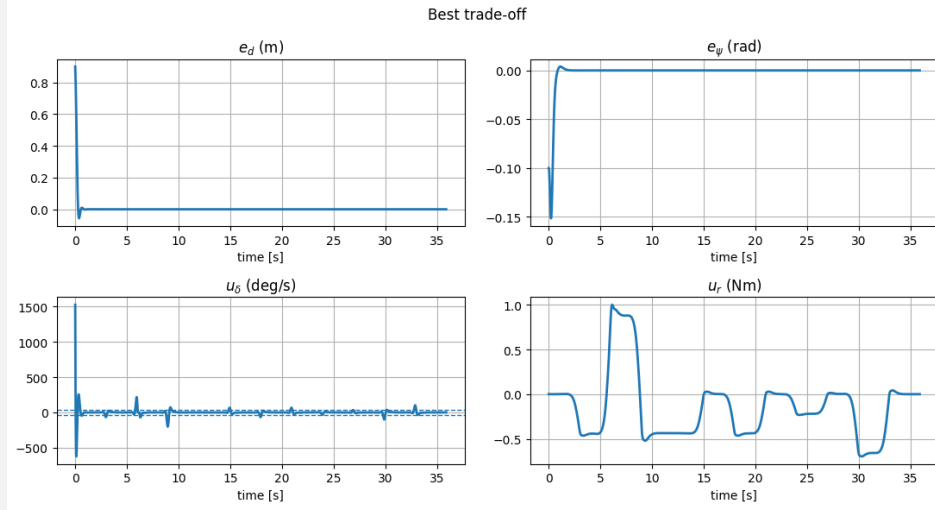 Best trade-off
e_d (m)
0.8
0.6
0.4
0.2
0.0
0 5 10 15 20 25 30 35
time [s]
e_ψ (rad)
0.00
−0.05
−0.10
−0.15
0 5 10 15 20 25 30 35
time [s]
u_δ (deg/s)
1500
1000
500
0
−500
0 5 10 15 20 25 30 35
time [s]
u_r (Nm)
1.0
0.5
0.0
−0.5
0 5 10 15 20 25 30 35
time [s]